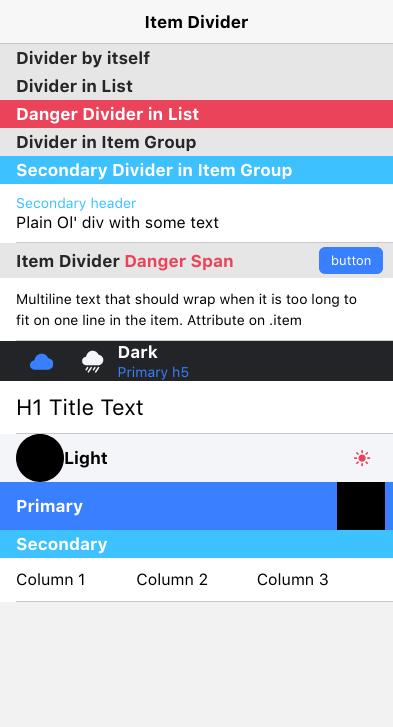 Item Divider
Divider by itself
Divider in List
Danger Divider in List
Divider in Item Group
Secondary Divider in Item Group
Secondary header
Plain Ol' div with some text
Item Divider Danger Span button
Multiline text that should wrap when it is too long to
fit on one line in the item. Attribute on .item
Dark
Primary h5
H1 Title Text
Light
Primary
Secondary
Column 1 Column 2 Column 3